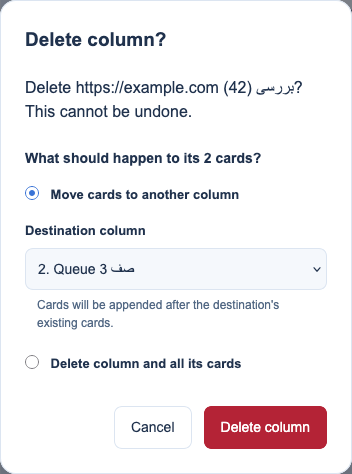 Delete column?
Delete https://example.com (42) بررسی?
This cannot be undone.
What should happen to its 2 cards?
Move cards to another column
Destination column
2. Queue 3 صف
Cards will be appended after the destination's
existing cards.
Delete column and all its cards
Cancel
Delete column